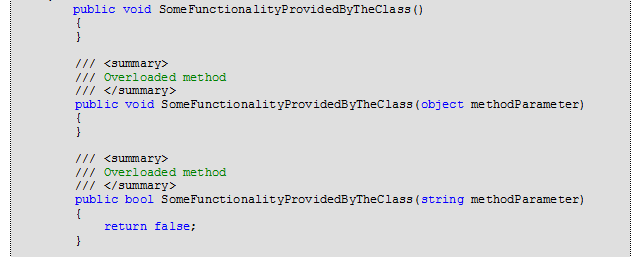 public void SomeFunctionalityProvidedByTheClass()
{
}
/// <summary>
/// Overloaded method
/// </summary>
public void SomeFunctionalityProvidedByTheClass(object methodParameter)
{
}
/// <summary>
/// Overloaded method
/// </summary>
public bool SomeFunctionalityProvidedByTheClass(string methodParameter)
{
return false;
}